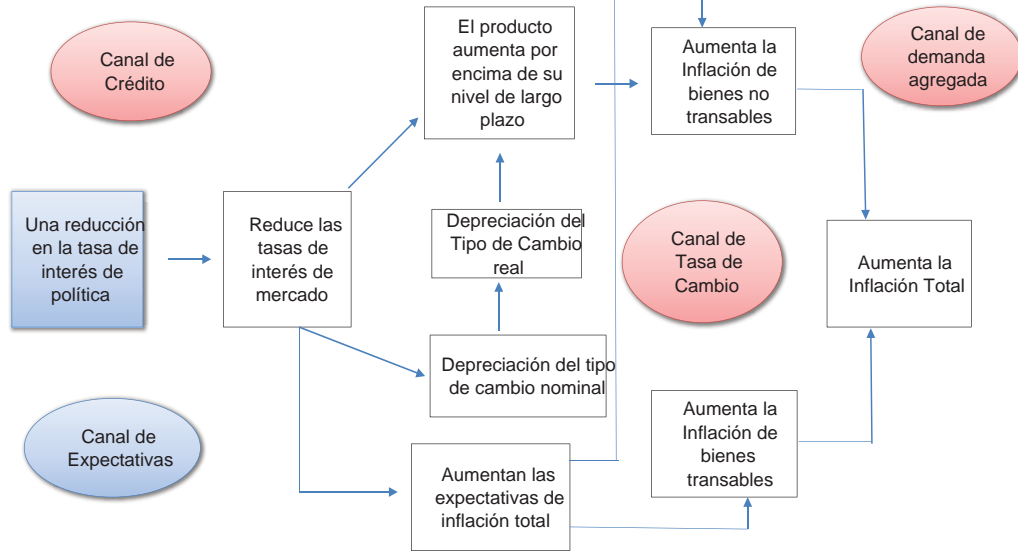 Canal de
Crédito
El producto
aumenta por
encima de su
nivel de largo
plazo
Aumenta la
Inflación de
bienes no
transables
Canal de
demanda
agregada
Una reducción
en la tasa de
interés de
política
Reduce las
tasas de
interés de
mercado
Depreciación del
Tipo de Cambio
real
Canal de
Tasa de
Cambio
Aumenta la
Inflación Total
Depreciación del tipo
de cambio nominal
Canal de
Expectativas
Aumentan las
expectativas de
inflación total
Aumenta la
Inflación de
bienes
transables